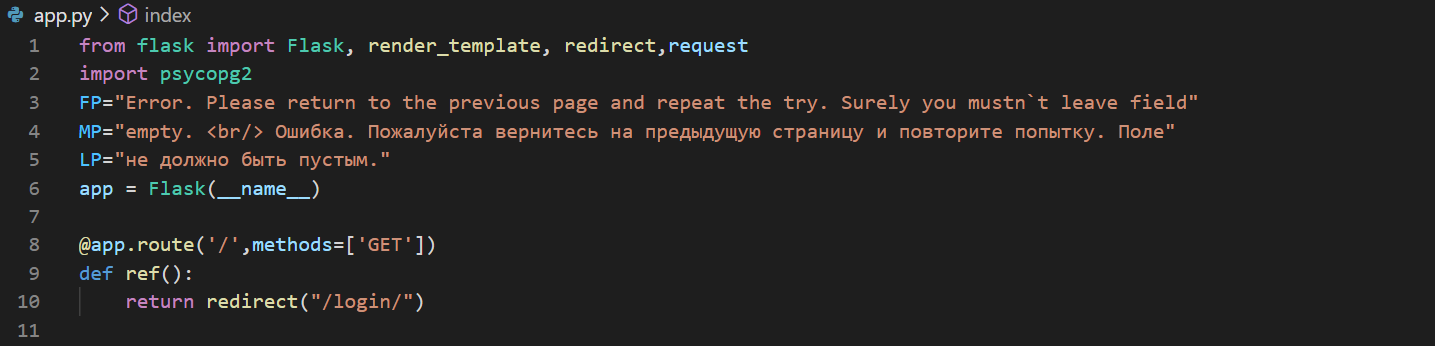 app.py > index
1 from flask import Flask, render_template, redirect,request
2 import psycopg2
3 FP="Error. Please return to the previous page and repeat the try. Surely you mustn`t leave field"
4 MP="empty. <br/> Ошибка. Пожалуйста вернитесь на предыдущую страницу и повторите попытку. Поле"
5 LP="не должно быть пустым."
6 app = Flask(__name__)
7
8 @app.route('/',methods=['GET'])
9 def ref():
10     return redirect("/login/")
11